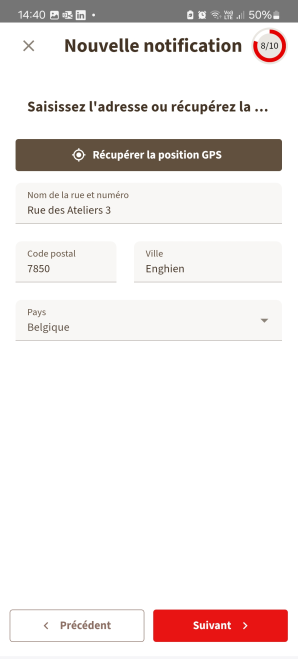 14:40
50%
Nouvelle notification
8/10
Saisissez l'adresse ou récupérez la ...
Récupérer la position GPS
Nom de la rue et numéro
Rue des Ateliers 3
Code postal
7850
Ville
Enghien
Pays
Belgique
Précédent
Suivant